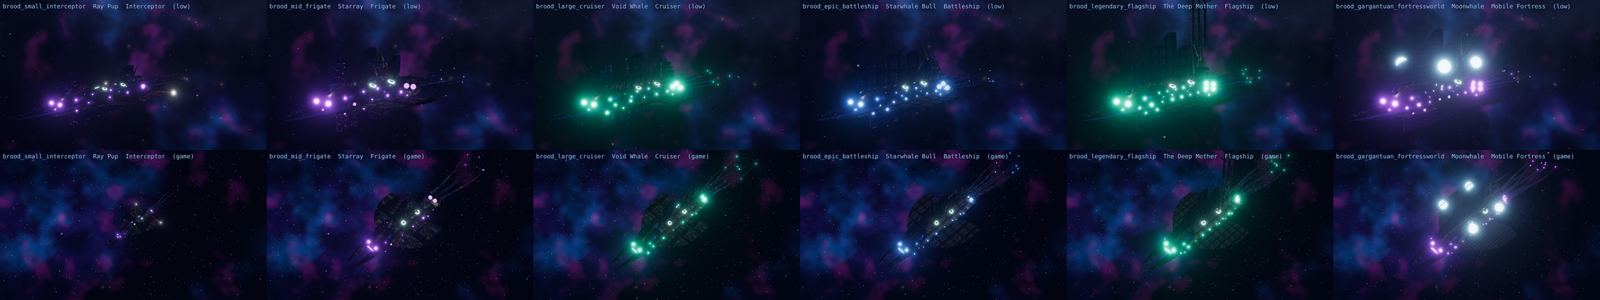 brood_small_interceptor Ray Pup Interceptor (low)
brood_mid_frigate Starray Frigate (low)
brood_large_cruiser Void Whale Cruiser (low)
brood_epic_battleship Starwhale Bull Battleship (low)
brood_legendary_flagship The Deep Mother Flagship (low)
brood_gargantuan_fortressworld Moonwhale Mobile Fortress (low)
brood_small_interceptor Ray Pup Interceptor (game)
brood_mid_frigate Starray Frigate (game)
brood_large_cruiser Void Whale Cruiser (game)
brood_epic_battleship Starwhale Bull Battleship (game)
brood_legendary_flagship The Deep Mother Flagship (game)
brood_gargantuan_fortressworld Moonwhale Mobile Fortress (game)